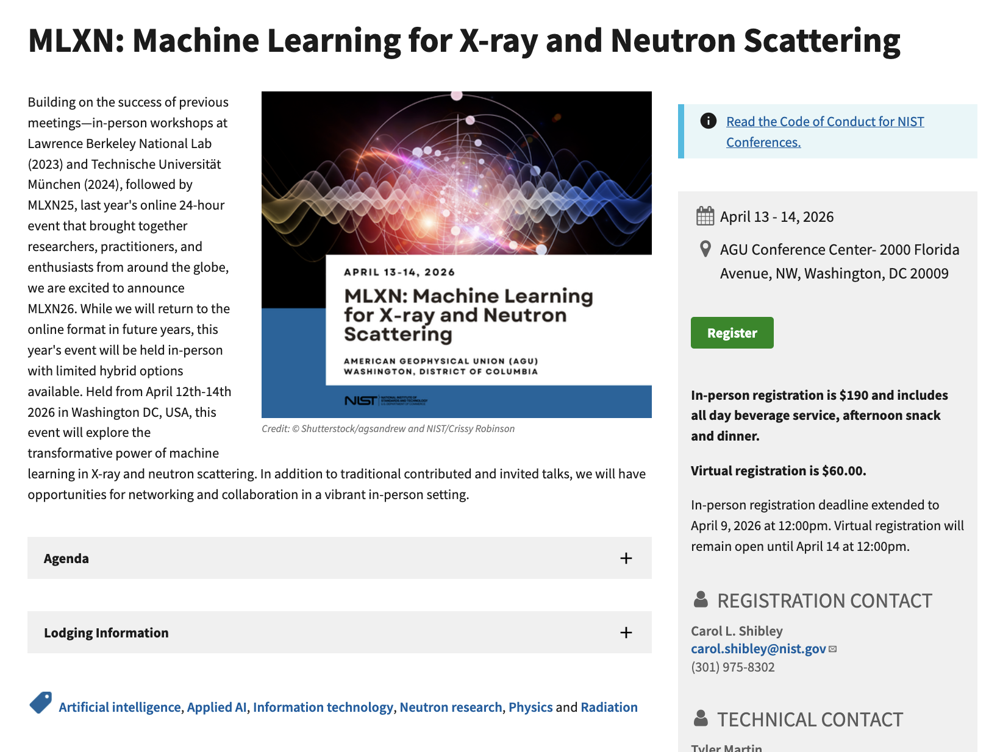 MLXN: Machine Learning for X-ray and Neutron Scattering
Building on the success of previous
meetings—in-person workshops at
Lawrence Berkeley National Lab
(2023) and Technische Universität
München (2024), followed by
MLXN25, last year's online 24-hour
event that brought together
researchers, practitioners, and
enthusiasts from around the globe,
we are excited to announce
MLXN26. While we will return to the
online format in future years, this
year's event will be held in-person
with limited hybrid options
available. Held from April 12th-14th
2026 in Washington DC, USA, this
event will explore the
transformative power of machine
learning in X-ray and neutron scattering. In addition to traditional contributed and invited talks, we will have
opportunities for networking and collaboration in a vibrant in-person setting.
APRIL 13-14, 2026
MLXN: Machine Learning
for X-ray and Neutron
Scattering
AMERICAN GEOPHYSICAL UNION (AGU)
WASHINGTON, DISTRICT OF COLUMBIA
NIST
NATIONAL INSTITUTE OF
STANDARDS AND TECHNOLOGY
U.S. DEPARTMENT OF COMMERCE
Credit: © Shutterstock/agsandrew and NIST/Crissy Robinson
Agenda
Lodging Information
Artificial intelligence, Applied AI, Information technology, Neutron research, Physics and Radiation
Read the Code of Conduct for NIST
Conferences.
April 13 - 14, 2026
AGU Conference Center- 2000 Florida
Avenue, NW, Washington, DC 20009
Register
In-person registration is $190 and includes
all day beverage service, afternoon snack
and dinner.
Virtual registration is $60.00.
In-person registration deadline extended to
April 9, 2026 at 12:00pm. Virtual registration will
remain open until April 14 at 12:00pm.
REGISTRATION CONTACT
Carol L. Shibley
carol.shibley@nist.gov
(301) 975-8302
TECHNICAL CONTACT
Tyler Martin